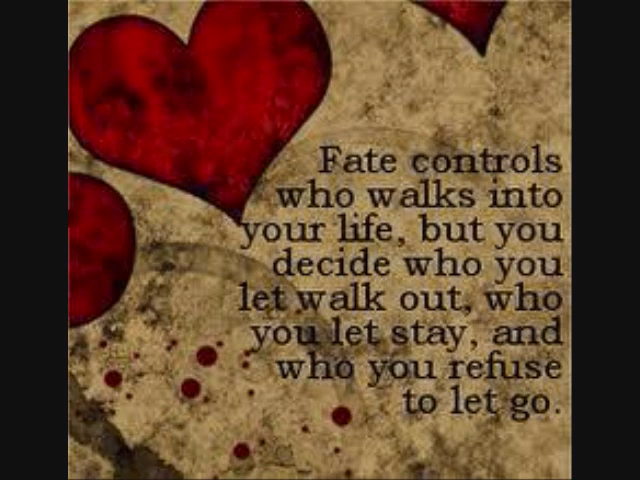 Fate controls
who walks into
your life, but you
decide who you
let walk out, who
you let stay, and
who you refuse
to let go.